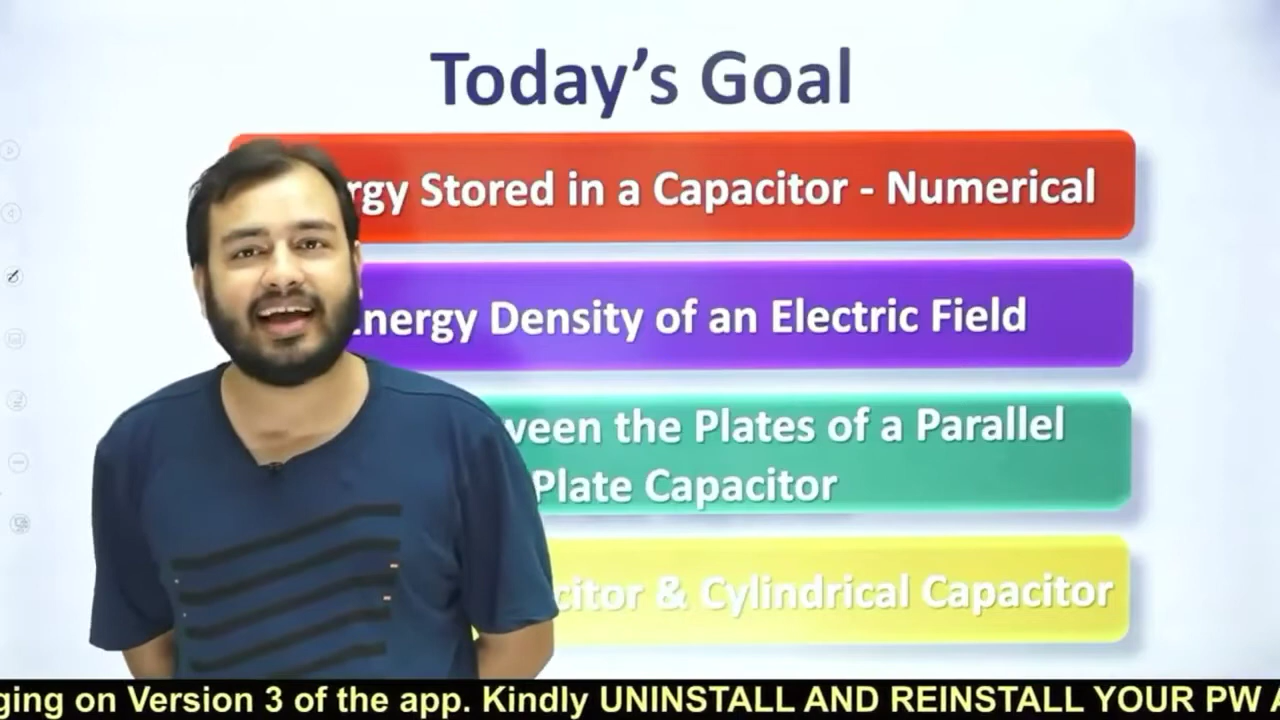 Today's Goal
rgy Stored in a Capacitor - Numerical
Energy Density of an Electric Field
ween the Plates of a Parallel
Plate Capacitor
citor & Cylindrical Capacitor
ging on Version 3 of the app. Kindly UNINSTALL AND REINSTALL YOUR PW A